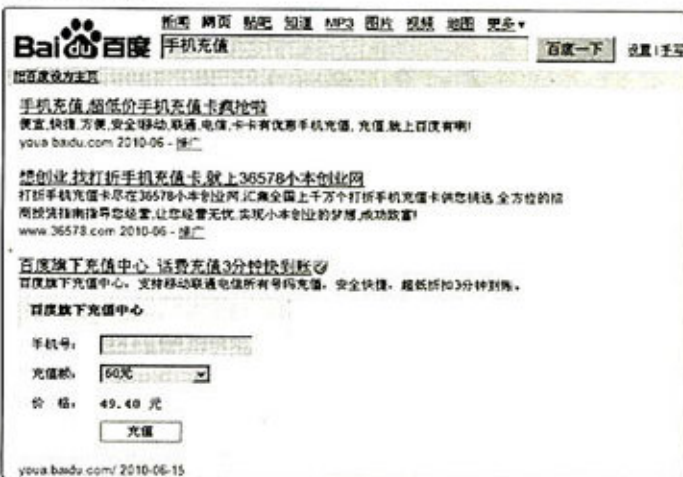 新闻 网页 贴吧 知道 MP3 图片 视频 地图 更多▼
Bai du 百度 手机充值 百度一下 设置|手写
把百度设为主页
手机充值,超低价手机充值卡疯抢啦
便宜,快捷,方便,安全!移动,联通,电信,卡卡有优惠手机充值, 充值,就上百度有啊!
youa.baidu.com 2010-06 - 推广
想创业,找打折手机充值卡,就上36578小本创业网
打折手机充值卡尽在36578小本创业网,汇集全国上千万个打折手机充值卡供您挑选,全方位的招
商投资指南指导您经营,让您经营无忧,实现小本创业的梦想,成功致富!
www.36578.com 2010-06 - 推广
百度旗下充值中心 话费充值3分钟快到账
百度旗下充值中心,支持移动联通电信所有号码充值,安全快捷,超低折扣3分钟到账。
百度旗下充值中心
手机号:
充值额: 50元
价 格: 49.40 元
充值
youa.baidu.com/ 2010-06-15